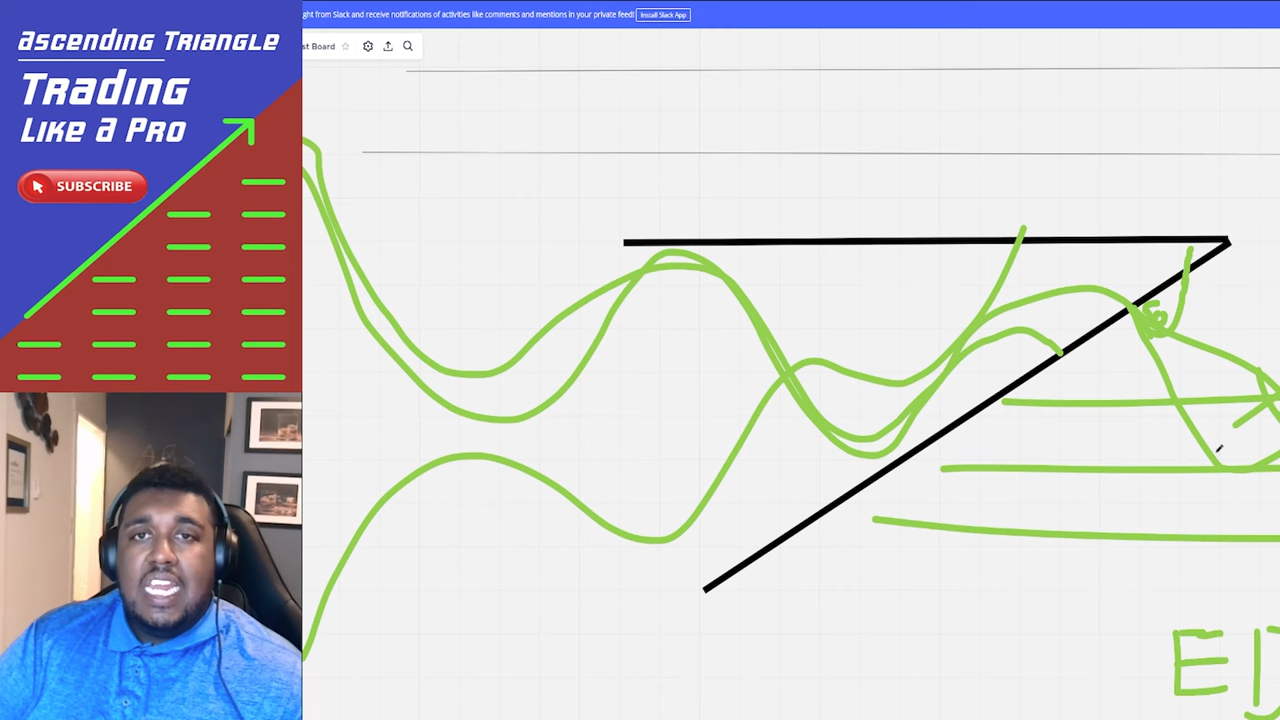 ascending Triangle
Trading
Like a Pro
SUBSCRIBE
ght from Slack and receive notifications of activities like comments and mentions in your private feed!
Install Slack App
st Board
E